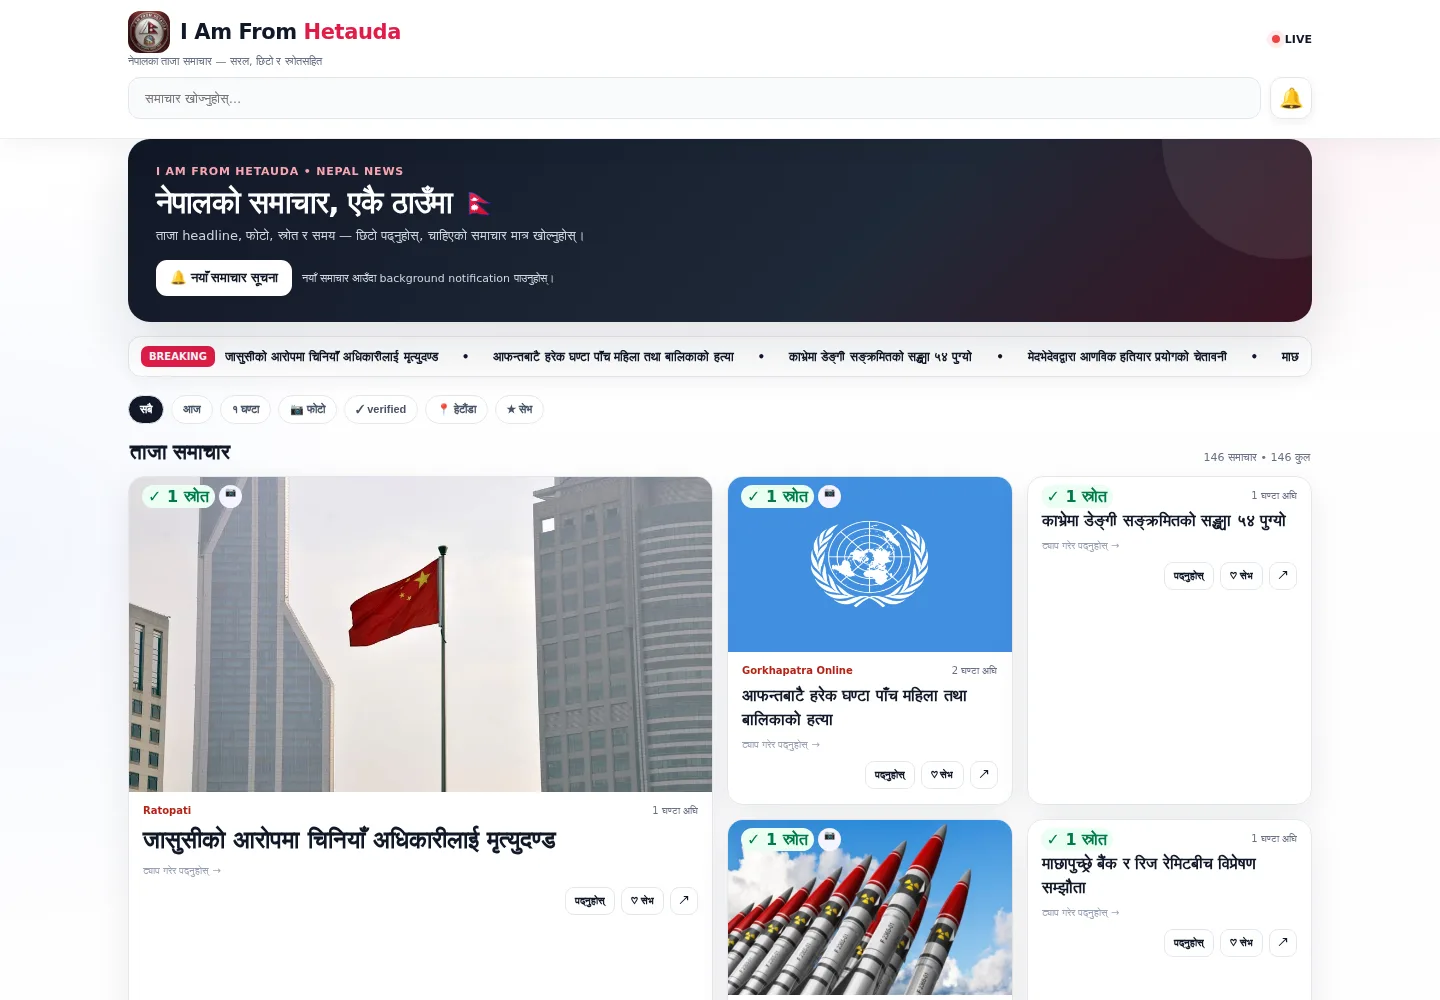 I Am From Hetauda
नेपालका ताजा समाचार — सरल, छिटो र स्रोतसहित
LIVE
समाचार खोज्नुहोस्...
I AM FROM HETAUDA • NEPAL NEWS
नेपालको समाचार, एकै ठाउँमा
ताजा headline, फोटो, स्रोत र समय — छिटो पढ्नुहोस्, चाहिएको समाचार मात्र खोल्नुहोस् ।
नयाँ समाचार सूचना
नयाँ समाचार आउँदा background notification पाउनुहोस् ।
BREAKING जासुसीको आरोपमा चिनियाँ अधिकारीलाई मृत्युदण्ड • आफन्तबाटै हरेक घण्टा पाँच महिला तथा बालिकाको हत्या • काभ्रेमा डेङ्गी सङ्क्रमितको सङ्ख्या ५४ पुग्यो • मेदभेदेवद्वारा आणविक हतियार प्रयोगको चेतावनी • माछ
सबै आज १ घण्टा फोटो ✓ verified हेटौंडा ★ सेभ
ताजा समाचार
146 समाचार • 146 कुल
✓ 1 स्रोत
Ratopati 1 घण्टा अघि
जासुसीको आरोपमा चिनियाँ अधिकारीलाई मृत्युदण्ड
ट्याप गरेर पढ्नुहोस् →
पढ्नुहोस् ♡ सेभ ↗
✓ 1 स्रोत
Gorkhapatra Online 2 घण्टा अघि
आफन्तबाटै हरेक घण्टा पाँच महिला तथा
बालिकाको हत्या
ट्याप गरेर पढ्नुहोस् →
पढ्नुहोस् ♡ सेभ ↗
✓ 1 स्रोत 1 घण्टा अघि
काभ्रेमा डेङ्गी सङ्क्रमितको सङ्ख्या ५४ पुग्यो
ट्याप गरेर पढ्नुहोस् →
पढ्नुहोस् ♡ सेभ ↗
✓ 1 स्रोत
✓ 1 स्रोत 1 घण्टा अघि
माछापुच्छ्रे बैंक र रिज रेमिटबीच विप्रेषण
सम्झौता
ट्याप गरेर पढ्नुहोस् →
पढ्नुहोस् ♡ सेभ ↗